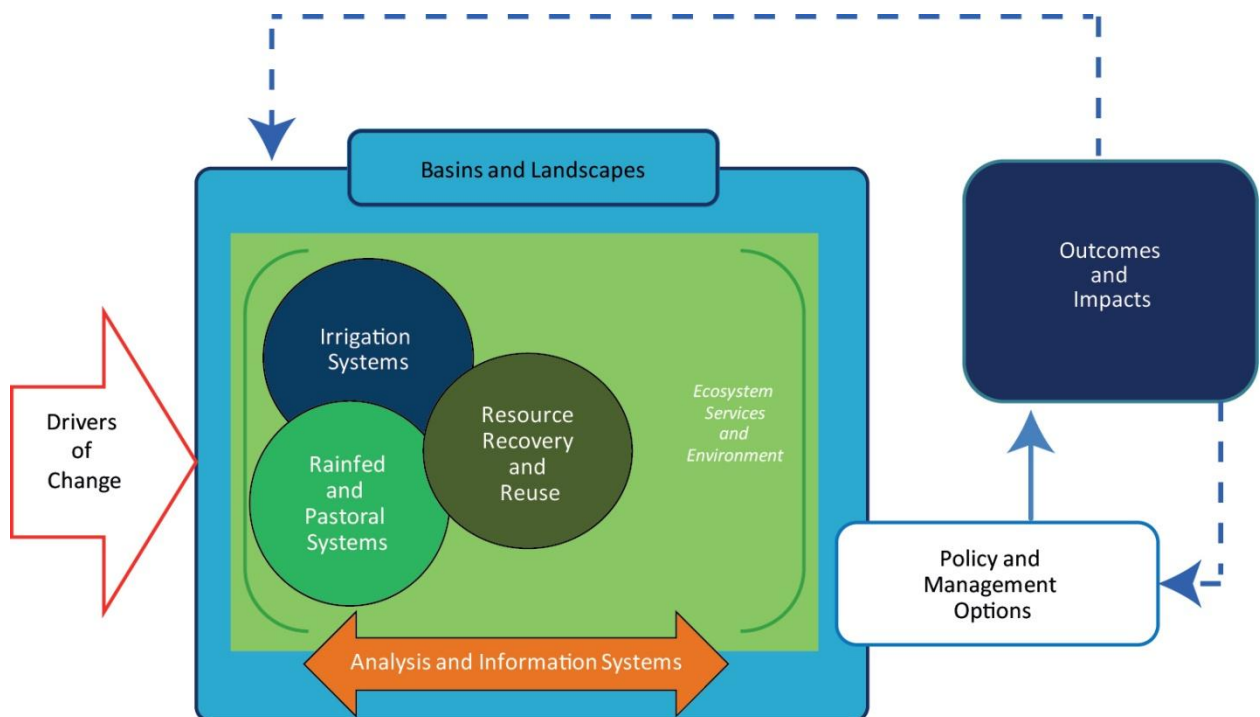 Basins and Landscapes
Outcomes
and
Impacts
Irrigation
Systems
Ecosystem
Services
and
Environment
Resource
Recovery
and
Reuse
Drivers
of
Change
Rainfed
and
Pastoral
Systems
Policy and
Management
Options
Analysis and Information Systems